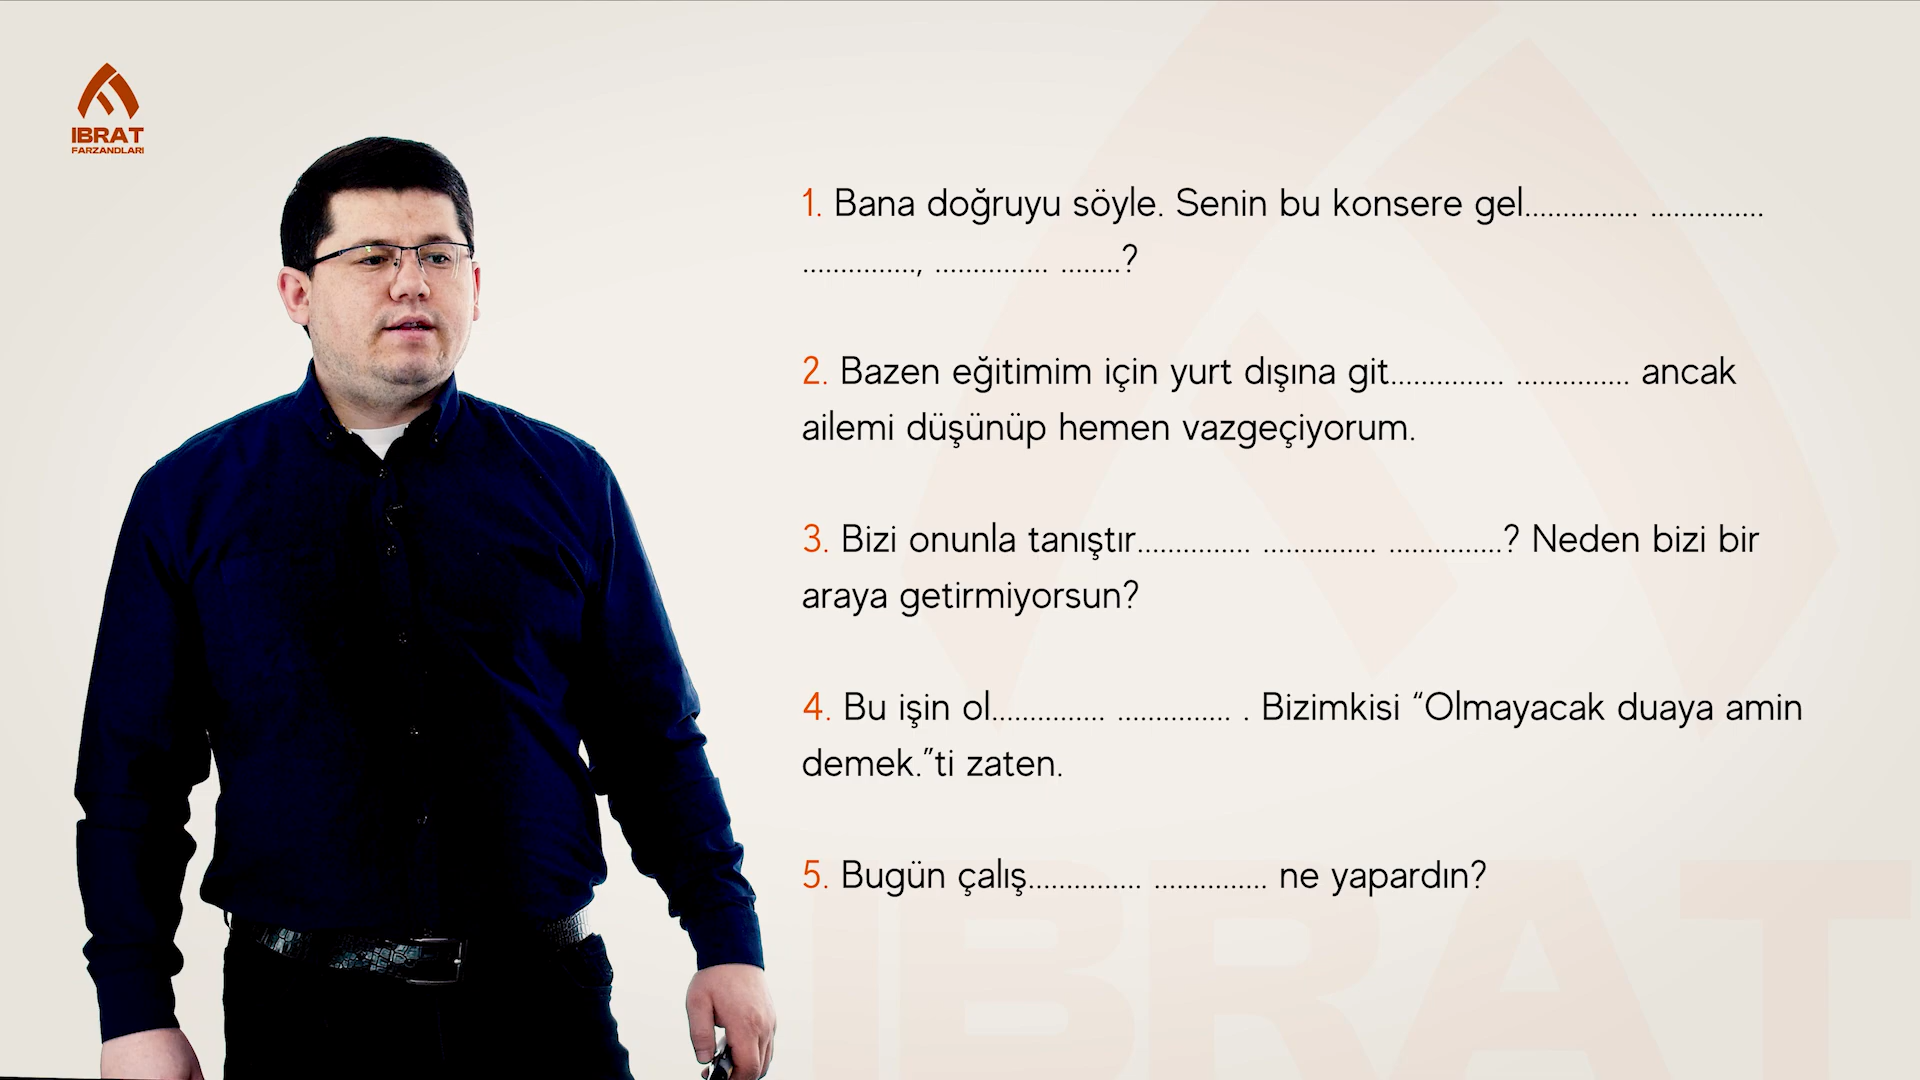 IBRAT
FARZANDLARI
1. Bana doğruyu söyle. Senin bu konsere gel............... ...............
..............., ............... ........?
2. Bazen eğitimim için yurt dışına git............... ............... ancak
ailemi düşünüp hemen vazgeçiyorum.
3. Bizi onunla tanıştır............... ............... ...............? Neden bizi bir
araya getirmiyorsun?
4. Bu işin ol............... ............... . Bizimkisi “Olmayacak duaya amin
demek.”ti zaten.
5. Bugün çalış............... ............... ne yapardın?
IBRAT